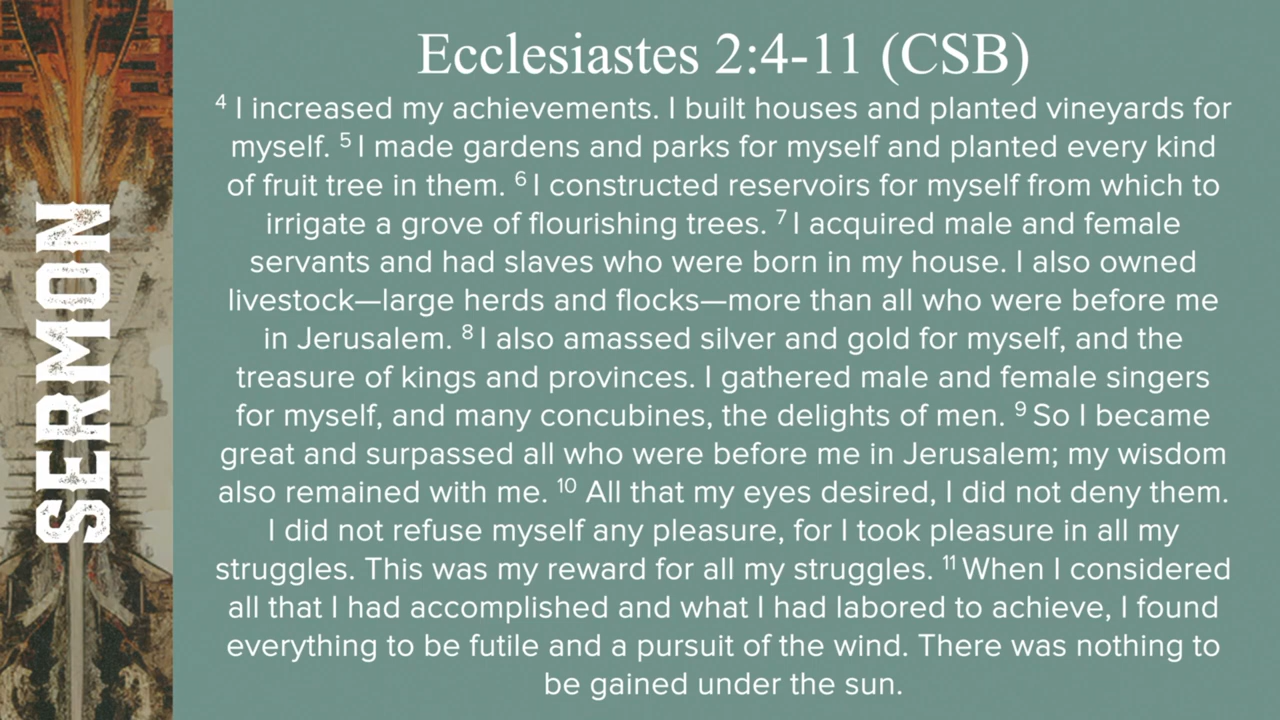 SERMON
Ecclesiastes 2:4-11 (CSB)
⁴ I increased my achievements. I built houses and planted vineyards for
myself. ⁵ I made gardens and parks for myself and planted every kind
of fruit tree in them. ⁶ I constructed reservoirs for myself from which to
irrigate a grove of flourishing trees. ⁷ I acquired male and female
servants and had slaves who were born in my house. I also owned
livestock—large herds and flocks—more than all who were before me
in Jerusalem. ⁸ I also amassed silver and gold for myself, and the
treasure of kings and provinces. I gathered male and female singers
for myself, and many concubines, the delights of men. ⁹ So I became
great and surpassed all who were before me in Jerusalem; my wisdom
also remained with me. ¹⁰ All that my eyes desired, I did not deny them.
I did not refuse myself any pleasure, for I took pleasure in all my
struggles. This was my reward for all my struggles. ¹¹ When I considered
all that I had accomplished and what I had labored to achieve, I found
everything to be futile and a pursuit of the wind. There was nothing to
be gained under the sun.